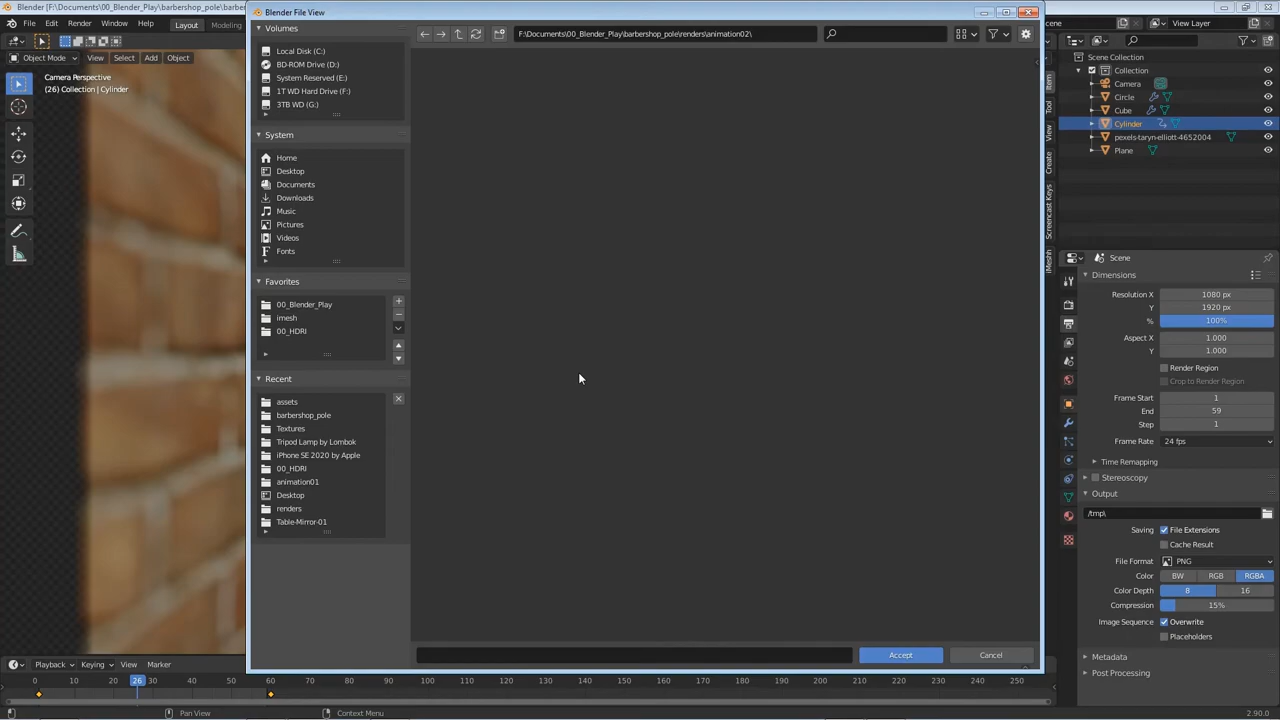 Blender [F:\Documents\00_Blender_Play\barbershop_pole\barbe
Blender File View
File Edit Render Window Help Layout Modeling
Scene
View Layer
Volumes
F:\Documents\00_Blender_Play\barbershop_pole\renders\animation02\
Local Disk (C:)
BD-ROM Drive (D:)
System Reserved (E:)
1T WD Hard Drive (F:)
3TB WD (G:)
System
Home
Desktop
Documents
Downloads
Music
Pictures
Videos
Fonts
Favorites
00_Blender_Play
imesh
00_HDRI
Recent
assets
barbershop_pole
Textures
Tripod Lamp by Lombok
iPhone SE 2020 by Apple
00_HDRI
animation01
Desktop
renders
Table-Mirror-01
Accept
Cancel
Object Mode View Select Add Object
Camera Perspective
(26) Collection | Cylinder
Item
Tool
View
Create
Screencast Keys
iMeshh
Scene Collection
Collection
Camera
Circle
Cube
Cylinder
pexels-taryn-elliott-4652004
Plane
Scene
Dimensions
Resolution X 1080 px
Y 1920 px
% 100%
Aspect X 1.000
Y 1.000
Render Region
Crop to Render Region
Frame Start 1
End 59
Step 1
Frame Rate 24 fps
Time Remapping
Stereoscopy
Output
/tmp\
Saving File Extensions
Cache Result
File Format PNG
Color BW RGB RGBA
Color Depth 8 16
Compression 15%
Image Sequence Overwrite
Placeholders
Metadata
Post Processing
Playback Keying View Marker
0 10 20 26 30 40 50 60 70 80 90 100 110 120 130 140 150 160 170 180 190 200 210 220 230 240 250
Pan View
Context Menu
2.90.0